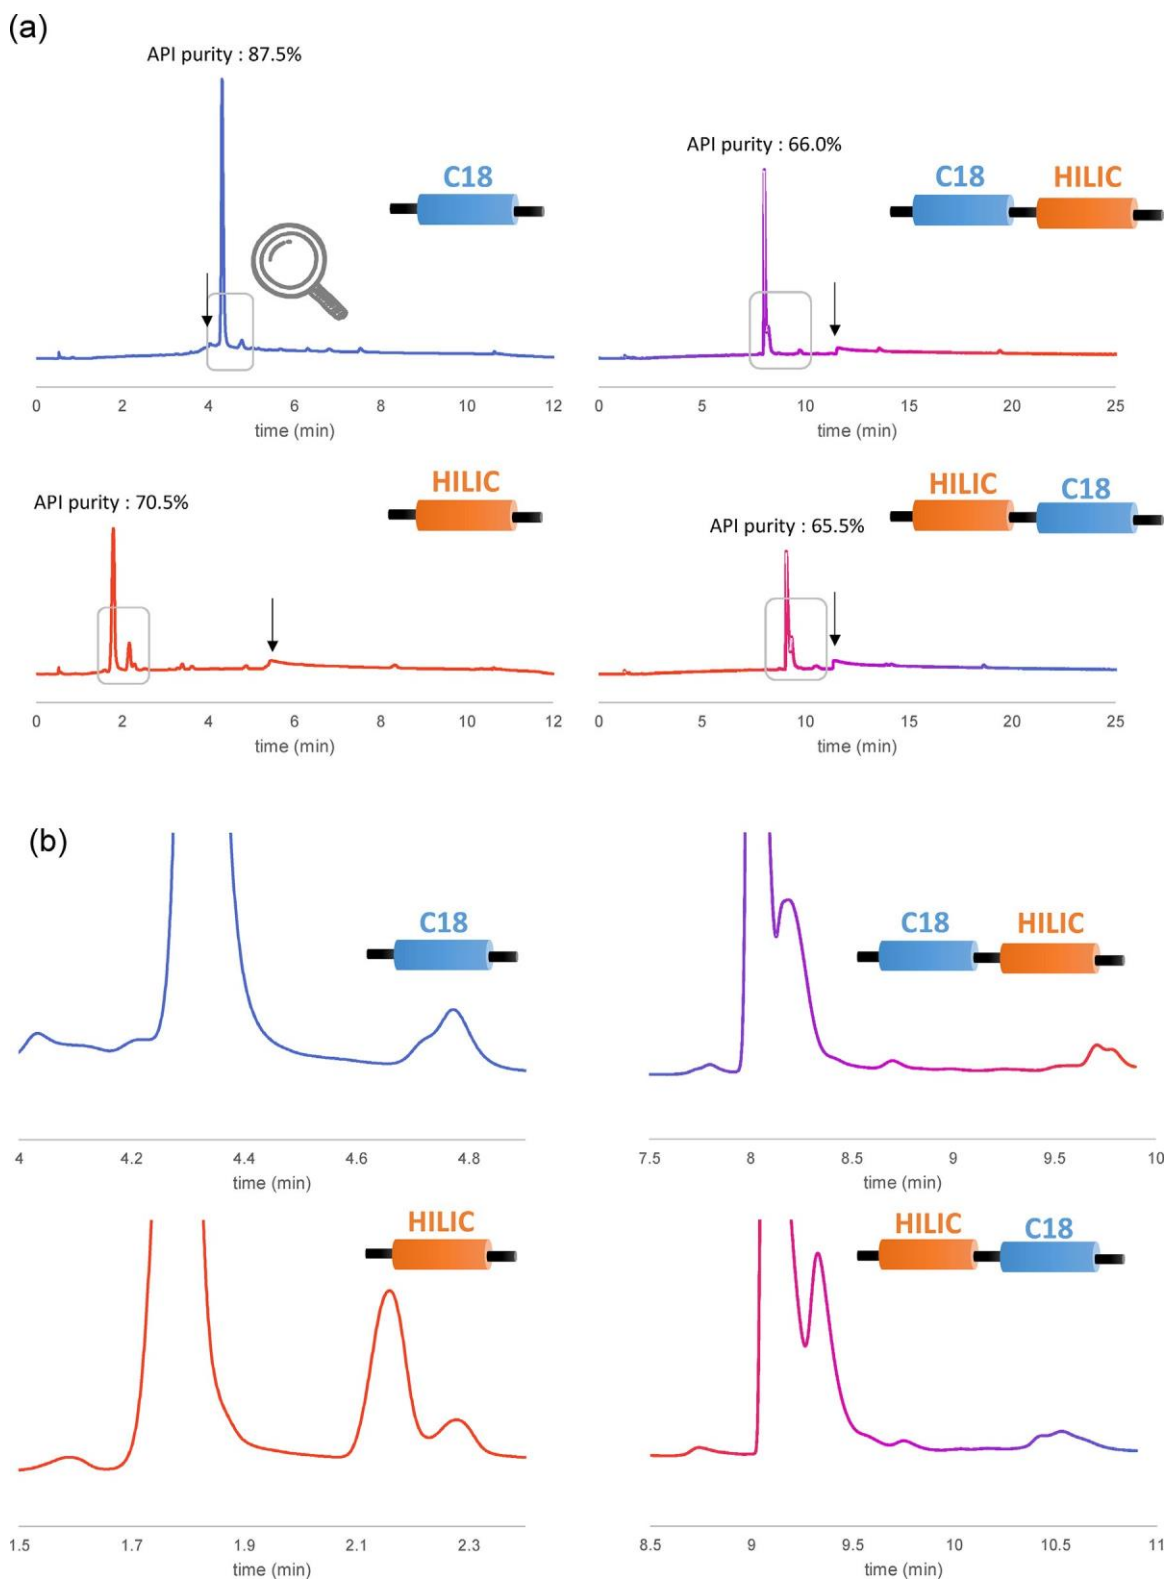 (a)
API purity : 87.5%
C18
0 2 4 6 8 10 12
time (min)
API purity : 66.0%
C18 HILIC
0 5 10 15 20 25
time (min)
API purity : 70.5%
HILIC
0 2 4 6 8 10 12
time (min)
API purity : 65.5%
HILIC C18
0 5 10 15 20 25
time (min)
(b)
C18
4 4.2 4.4 4.6 4.8
time (min)
C18 HILIC
7.5 8 8.5 9 9.5 10
time (min)
HILIC
1.5 1.7 1.9 2.1 2.3
time (min)
HILIC C18
8.5 9 9.5 10 10.5 11
time (min)